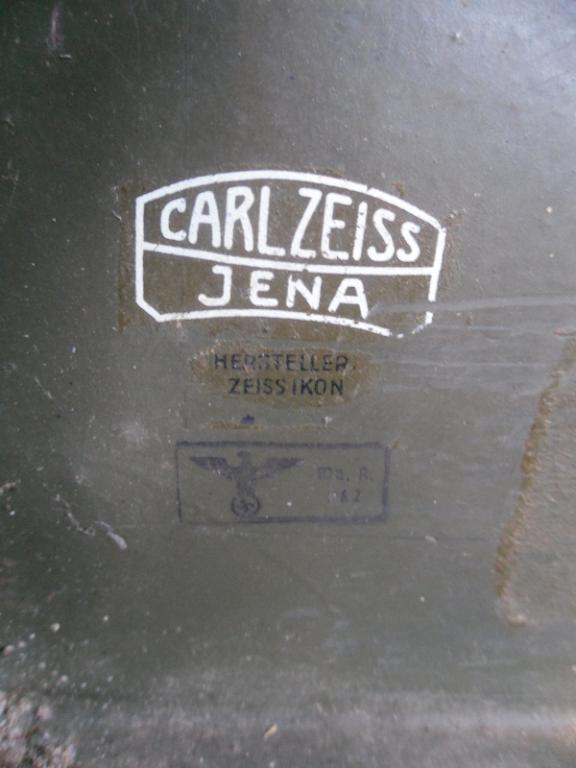 CARL ZEISS
JENA
HERSTELLER:
ZEISS IKON